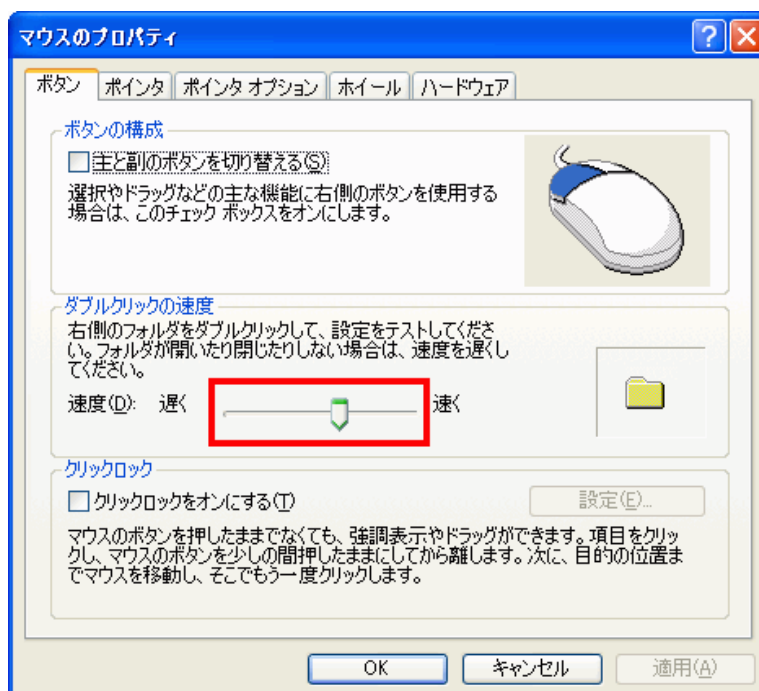 マウスのプロパティ
ボタン ポインタ ポインタ オプション ホイール ハードウェア
ボタンの構成
主と副のボタンを切り替える(S)
選択やドラッグなどの主な機能に右側のボタンを使用する
場合は、このチェック ボックスをオンにします。
ダブルクリックの速度
右側のフォルダをダブルクリックして、設定をテストしてくださ
い。フォルダが開いたり閉じたりしない場合は、速度を遅くし
てください。
速度(D): 遅く 速く
クリックロック
クリックロックをオンにする(T) 設定(E)...
マウスのボタンを押したままでなくても、強調表示やドラッグができます。項目をクリッ
クし、マウスのボタンを少しの間押したままにしてから離します。次に、目的の位置ま
でマウスを移動し、そこでもう一度クリックします。
OK キャンセル 適用(A)